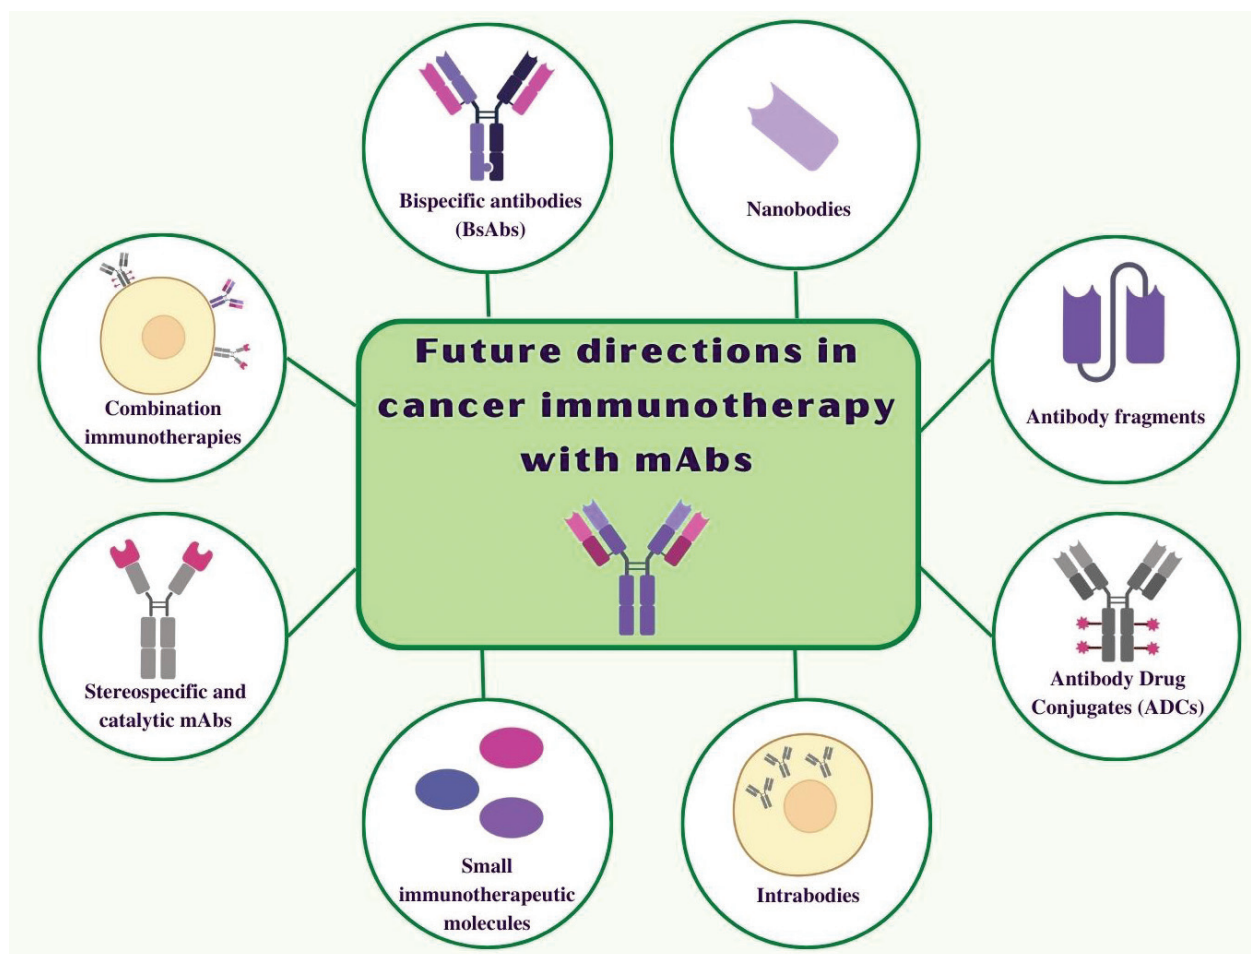 Bispecific antibodies
(BsAbs)
Nanobodies
Combination
immunotherapies
Future directions in
cancer immunotherapy
with mAbs
Antibody fragments
Stereospecific and
catalytic mAbs
Antibody Drug
Conjugates (ADCs)
Small
immunotherapeutic
molecules
Intrabodies